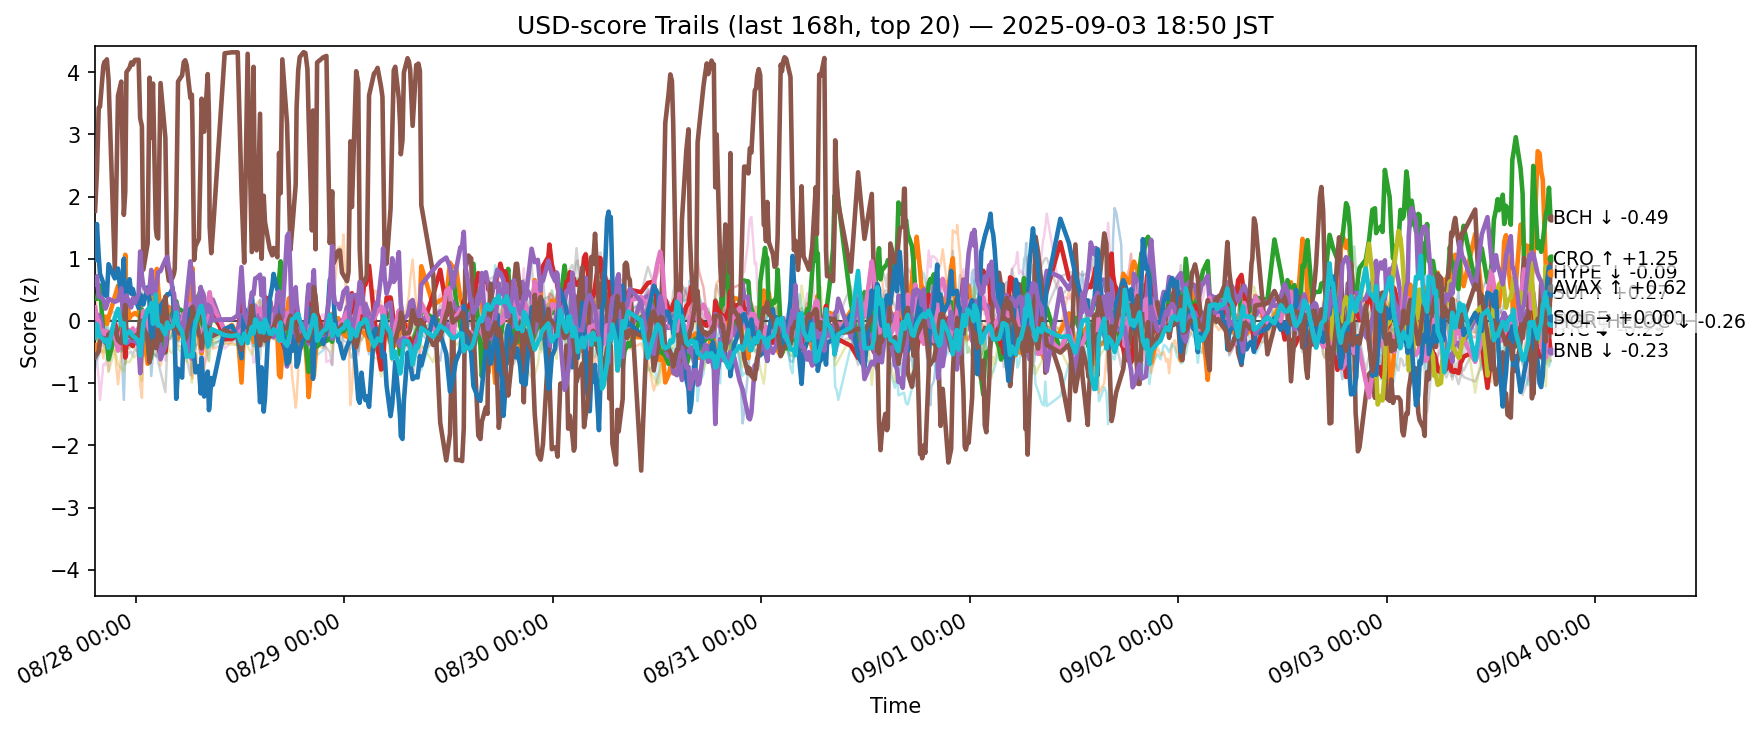 USD-score Trails (last 168h, top 20) — 2025-09-03 18:50 JST
Score (z)
4
3
2
1
0
−1
−2
−3
−4
BCH ↓ -0.49
CRO ↑ +1.25
HYPE ↓ -0.09
AVAX ↑ +0.62
SOL → +0.00
↓ -0.26
BNB ↓ -0.23
08/28 00:00
08/29 00:00
08/30 00:00
08/31 00:00
09/01 00:00
09/02 00:00
09/03 00:00
09/04 00:00
Time